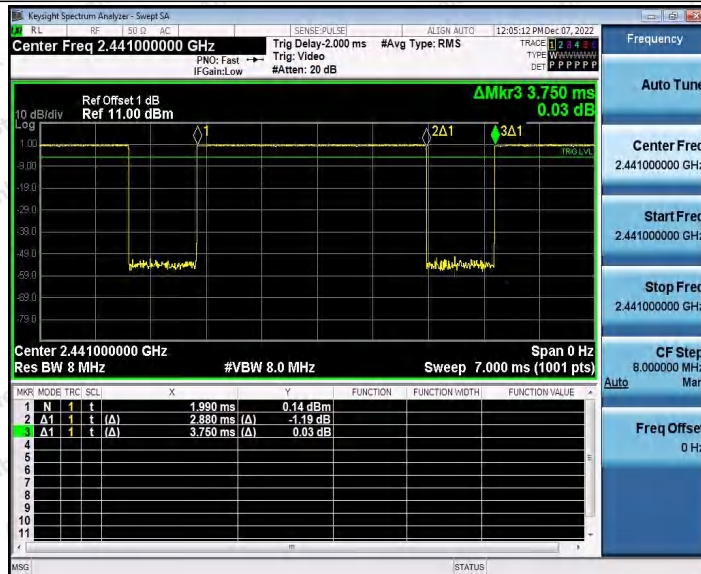 Keysight Spectrum Analyzer - Swept SA
RL RF 50 Ω AC SENSE:PULSE ALIGN AUTO 12:05:12 PM Dec 07, 2022
Center Freq 2.441000000 GHz
PNO: Fast
IFGain:Low
Trig Delay-2.000 ms
Trig: Video
#Atten: 20 dB
#Avg Type: RMS
TRACE 1 2 3 4 5 6
TYPE WWWWWW
DET P P P P P P
ΔMkr3 3.750 ms
0.03 dB
Ref Offset 1 dB
10 dB/div Ref 11.00 dBm
Log
1
2Δ1
3Δ1
1.00
TRIG LVL
-9.00
-19.0
-29.0
-39.0
-49.0
-59.0
-69.0
-79.0
Center 2.441000000 GHz Span 0 Hz
Res BW 8 MHz #VBW 8.0 MHz Sweep 7.000 ms (1001 pts)
MKR MODE TRC SCL X Y FUNCTION FUNCTION WIDTH FUNCTION VALUE
1 N 1 t 1.990 ms 0.14 dBm
2 Δ1 1 t (Δ) 2.880 ms (Δ) -1.19 dB
3 Δ1 1 t (Δ) 3.750 ms (Δ) 0.03 dB
4
5
6
7
8
9
10
11
MSG STATUS
Frequency
Auto Tune
Center Freq
2.441000000 GHz
Start Freq
2.441000000 GHz
Stop Freq
2.441000000 GHz
CF Step
8.000000 MHz
Auto Man
Freq Offset
0 Hz